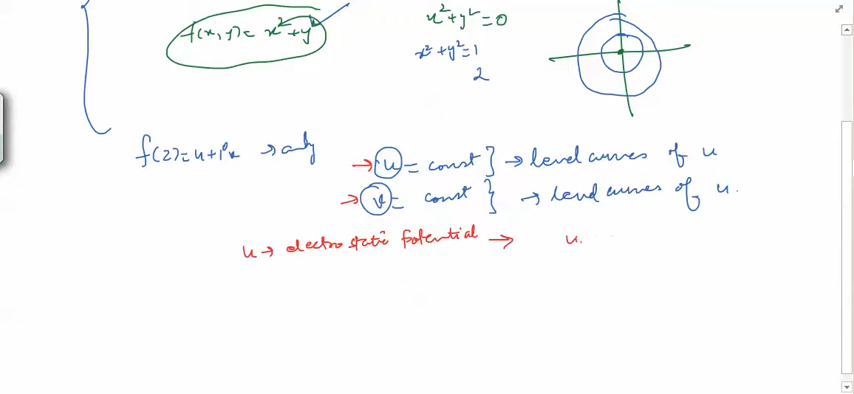 f(x, y) = x² + y²
x² + y² = 0
x² + y² = 1
2
f(z) = u + iv → anly
→ u = const } → level curves of u
→ v = const } → level curves of u.
u → electrostatic potential → u.